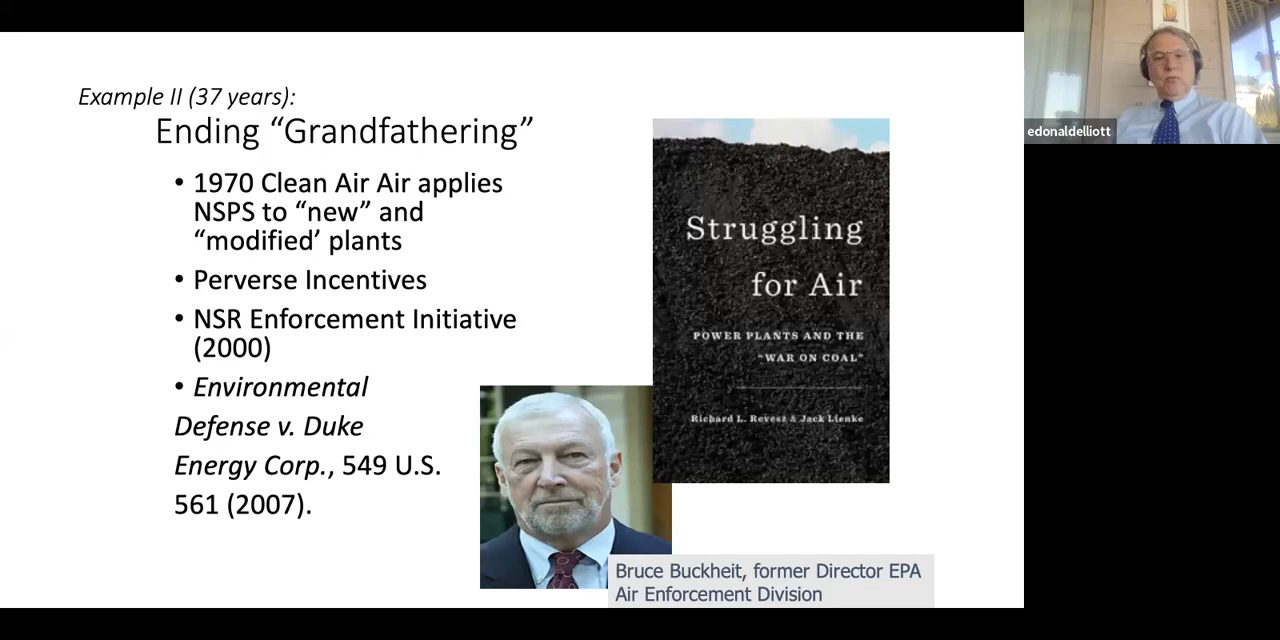 Example II (37 years):
Ending “Grandfathering”
• 1970 Clean Air Air applies
NSPS to “new” and
“modified’ plants
• Perverse Incentives
• NSR Enforcement Initiative
(2000)
• Environmental
Defense v. Duke
Energy Corp., 549 U.S.
561 (2007).
Struggling
for Air
POWER PLANTS AND THE
“WAR ON COAL”
Richard L. Revesz & Jack Lienke
Bruce Buckheit, former Director EPA
Air Enforcement Division
edonaldelliott